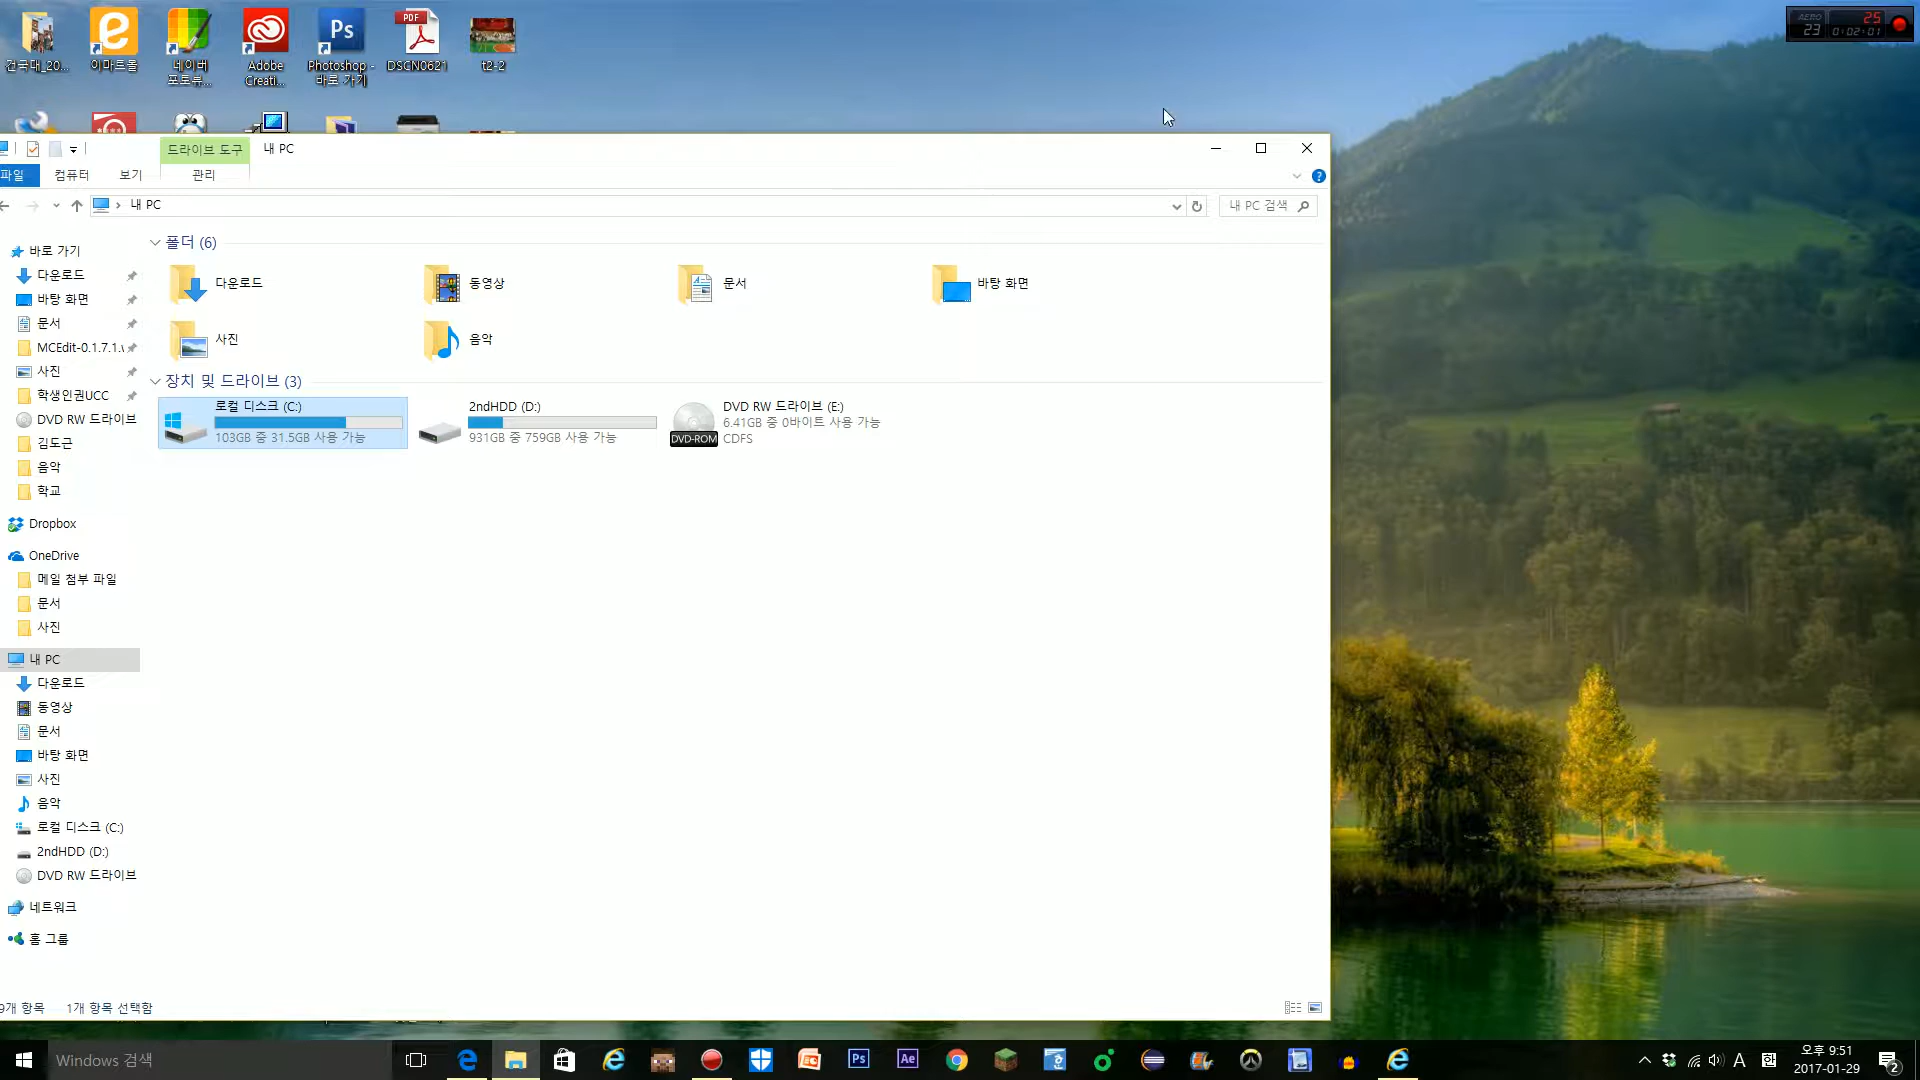 건국대_20...
이마트몰
네이버
포토뷰...
Adobe
Creati...
Photoshop -
바로 가기
DSCN0621
t2-2
AERO
23
25
0:02:01
드라이브 도구
내 PC
파일
컴퓨터
보기
관리
내 PC
내 PC 검색
바로 가기
다운로드
바탕 화면
문서
MCEdit-0.1.7.1.
사진
학생인권UCC
DVD RW 드라이브
김도근
음악
학교
Dropbox
OneDrive
메일 첨부 파일
문서
사진
내 PC
다운로드
동영상
문서
바탕 화면
사진
음악
로컬 디스크 (C:)
2ndHDD (D:)
DVD RW 드라이브
네트워크
홈 그룹
폴더 (6)
다운로드
동영상
문서
바탕 화면
사진
음악
장치 및 드라이브 (3)
로컬 디스크 (C:)
103GB 중 31.5GB 사용 가능
2ndHDD (D:)
931GB 중 759GB 사용 가능
DVD-ROM
DVD RW 드라이브 (E:)
6.41GB 중 0바이트 사용 가능
CDFS
9개 항목
1개 항목 선택함
Windows 검색
Ps
Ae
A
한
오후 9:51
2017-01-29
2